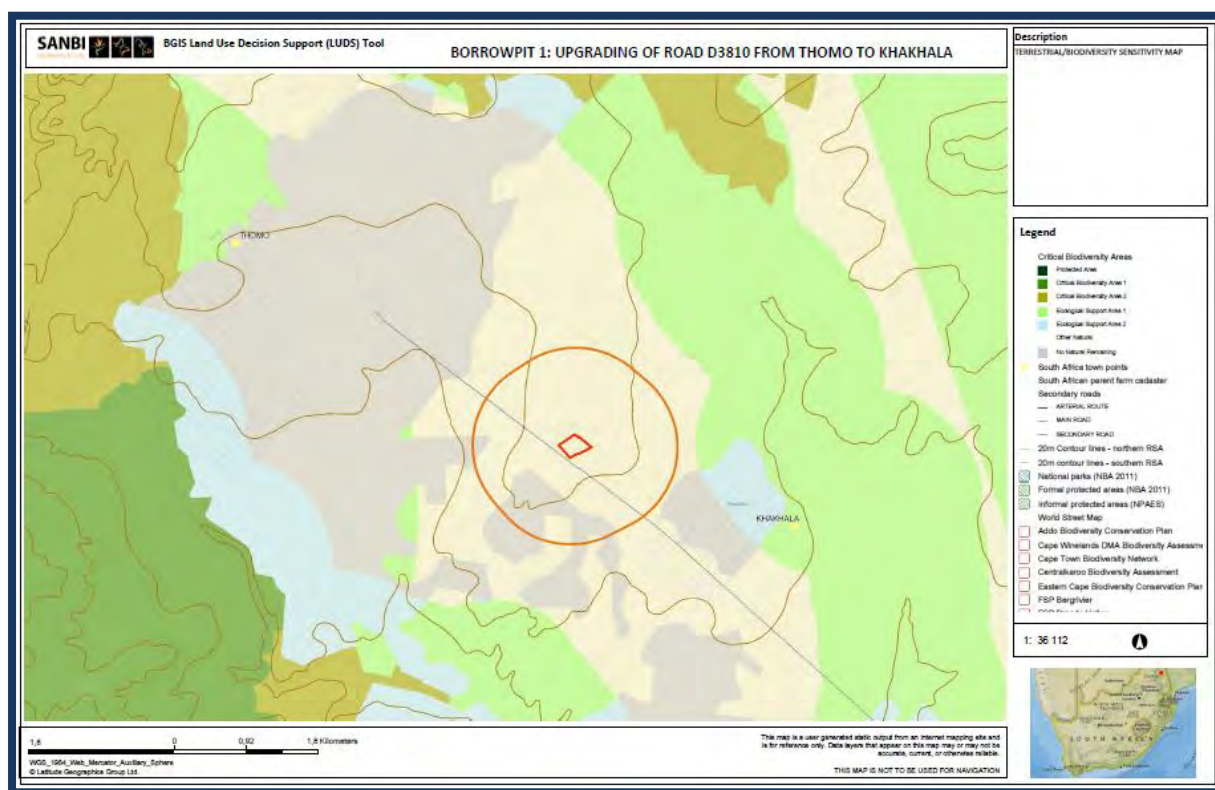 SANBI
BGIS Land Use Decision Support (LUDS) Tool
BORROWPIT 1: UPGRADING OF ROAD D3810 FROM THOMO TO KHAKHALA
Description
TERRESTRIAL/BIODIVERSITY SENSITIVITY MAP
THOMO
KHAKHALA
Legend
Critical Biodiversity Areas
Protected Area
Critical Biodiversity Area 1
Critical Biodiversity Area 2
Ecological Support Area 1
Ecological Support Area 2
Other Natural
No Natural Remaining
South Africa town points
South African parent farm cadaster
Secondary roads
ARTERIAL ROUTE
MAIN ROAD
SECONDARY ROAD
20m Contour lines - northern RSA
20m contour lines - southern RSA
National parks (NBA 2011)
Formal protected areas (NBA 2011)
Informal protected areas (NPAES)
World Street Map
Addo Biodiversity Conservation Plan
Cape Winelands DMA Biodiversity Assessme
Cape Town Biodiversity Network
Centralkaroo Biodiversity Assessment
Eastern Cape Biodiversity Conservation Plan
FSP Bergrivier
1: 36 112
1,8 0 0,92 1,8 Kilometers
WGS_1984_Web_Mercator_Auxiliary_Sphere
© Latitude Geographics Group Ltd.
This map is a user generated static output from an Internet mapping site and
is for reference only. Data layers that appear on this map may or may not be
accurate, current, or otherwise reliable.
THIS MAP IS NOT TO BE USED FOR NAVIGATION
SOUTH AFRICA